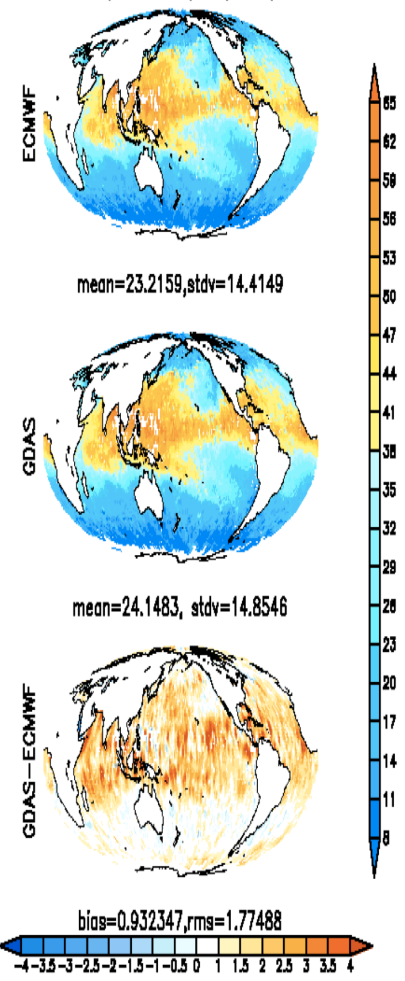 ECMWF
mean=23.2159,stdv=14.4149
GDAS
mean=24.1483, stdv=14.8546
GDAS-ECMWF
bias=0.932347,rms=1.77488
65
62
59
56
53
50
47
44
41
38
35
32
29
26
23
20
17
14
11
8
-4 -3.5 -3 -2.5 -2 -1.5 -1 -0.5 0 1 1.5 2 2.5 3 3.5 4